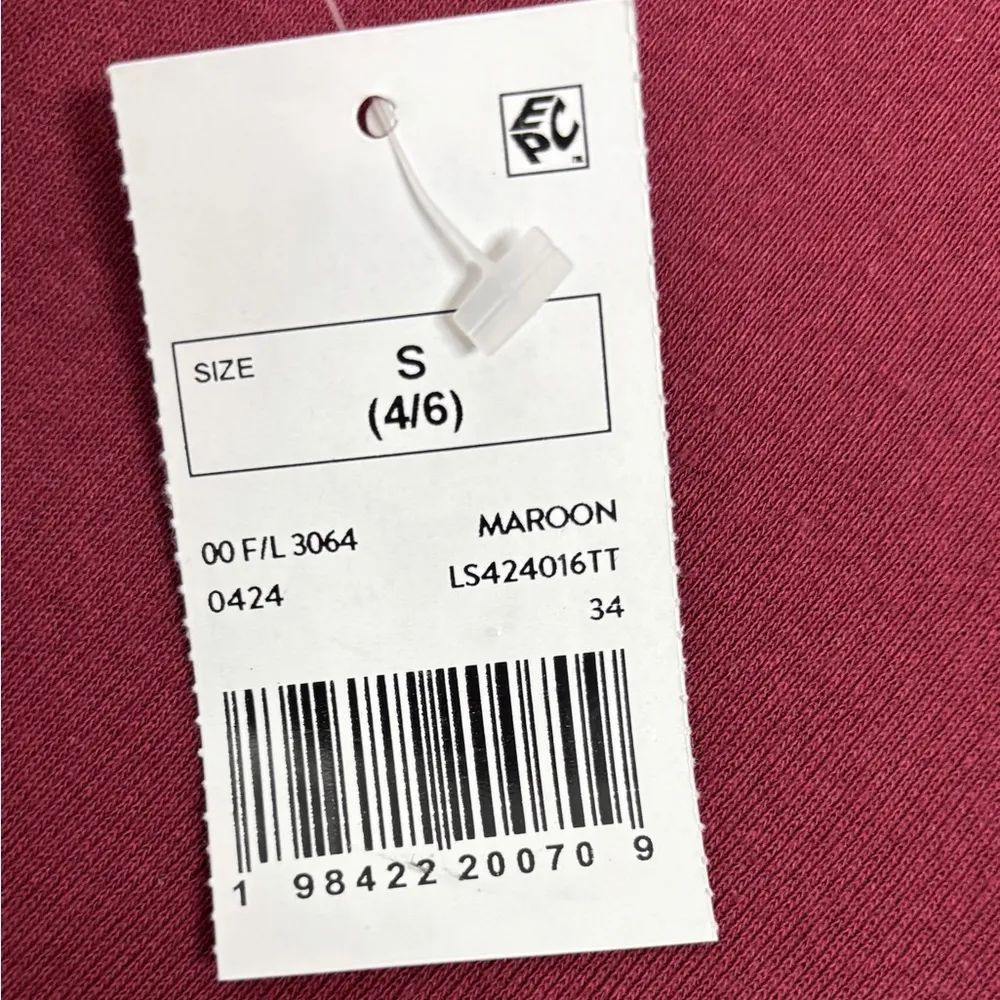 EPC
SIZE S
(4/6)
00 F/L 3064 MAROON
0424 LS424016TT
34
1 98422 20070 9